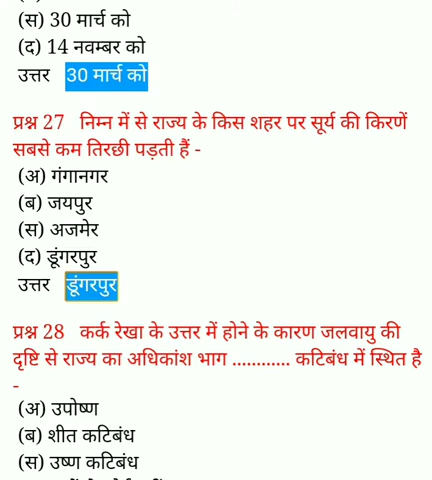 (स) 30 मार्च को
(द) 14 नवम्बर को
उत्तर 30 मार्च को
प्रश्न 27 निम्न में से राज्य के किस शहर पर सूर्य की किरणें
सबसे कम तिरछी पड़ती हैं -
(अ) गंगानगर
(ब) जयपुर
(स) अजमेर
(द) डूंगरपुर
उत्तर डूंगरपुर
प्रश्न 28 कर्क रेखा के उत्तर में होने के कारण जलवायु की
दृष्टि से राज्य का अधिकांश भाग ............ कटिबंध में स्थित है
-
(अ) उपोष्ण
(ब) शीत कटिबंध
(स) उष्ण कटिबंध